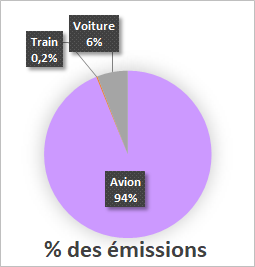 Voiture
6%
Train
0,2%
Avion
94%
% des émissions